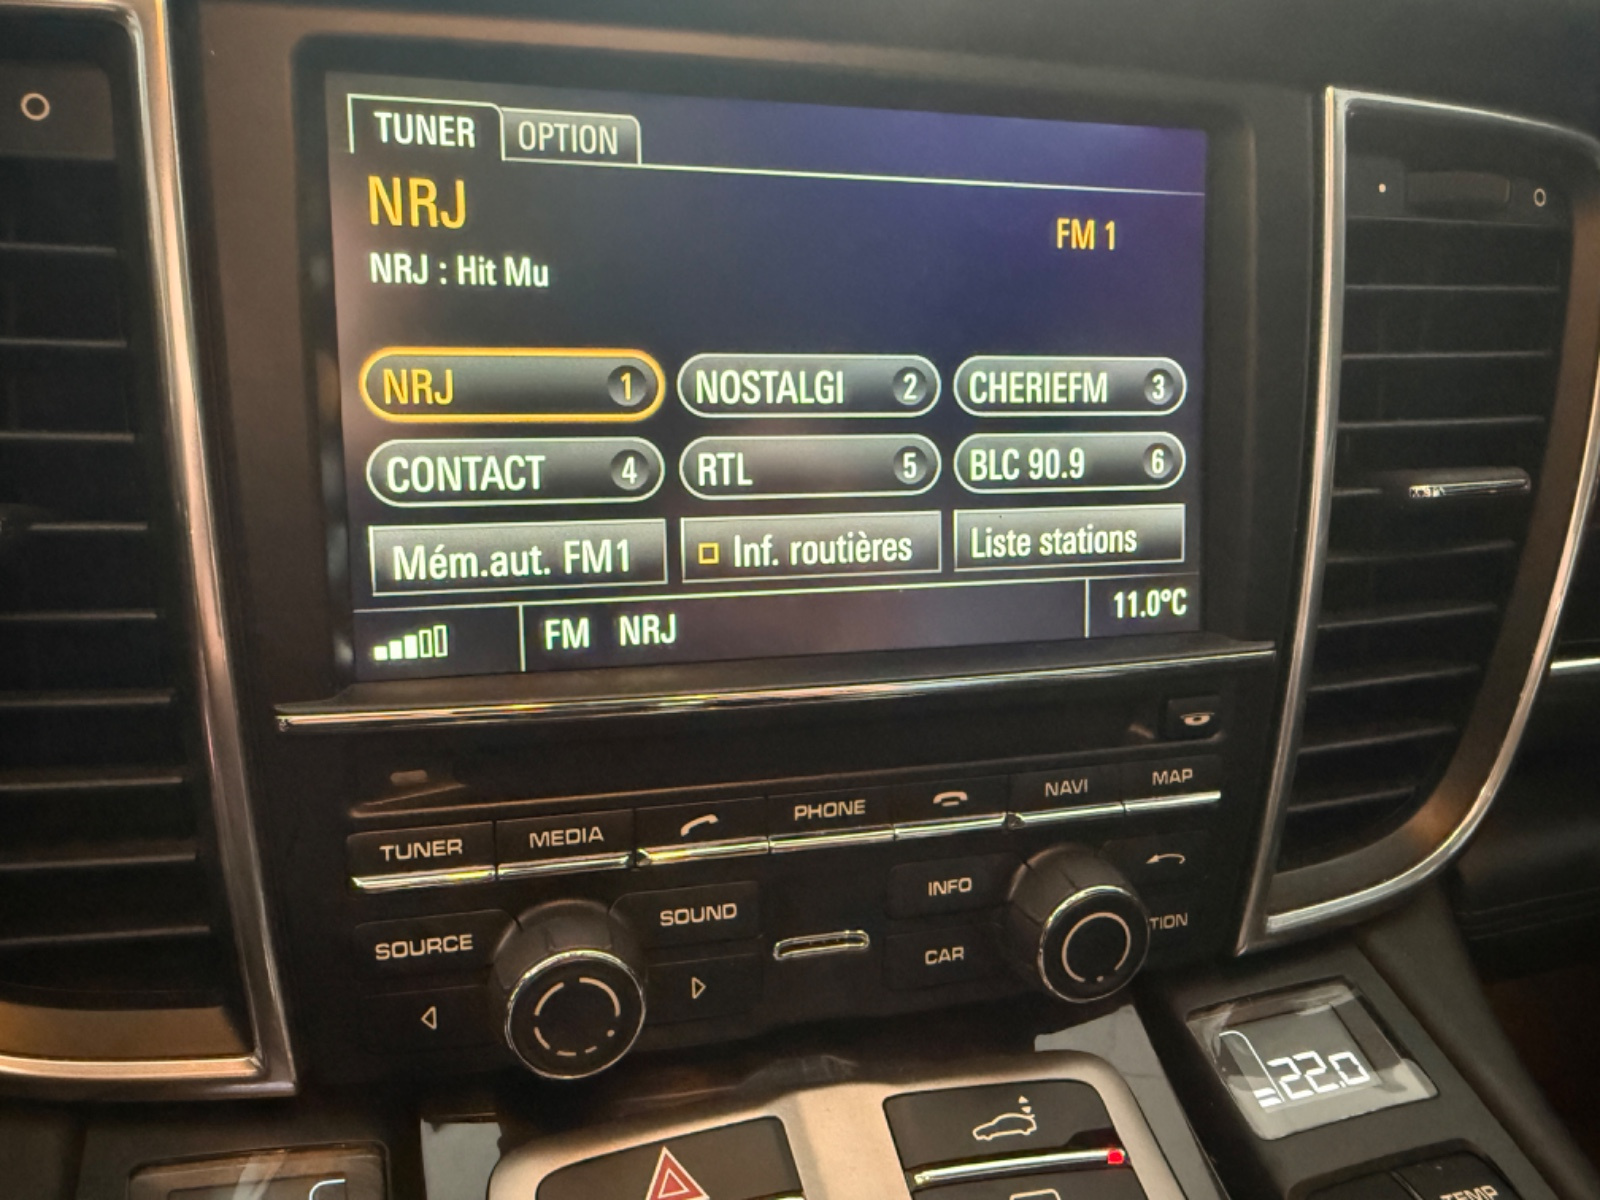 TUNER OPTION
NRJ
FM 1
NRJ : Hit Mu
NRJ 1 NOSTALGI 2 CHERIEFM 3
CONTACT 4 RTL 5 BLC 90.9 6
Mém.aut. FM1 Inf. routières Liste stations
FM NRJ 11.0°C
TUNER MEDIA PHONE NAVI MAP
SOURCE SOUND INFO
CAR TION
22.0
TEMP